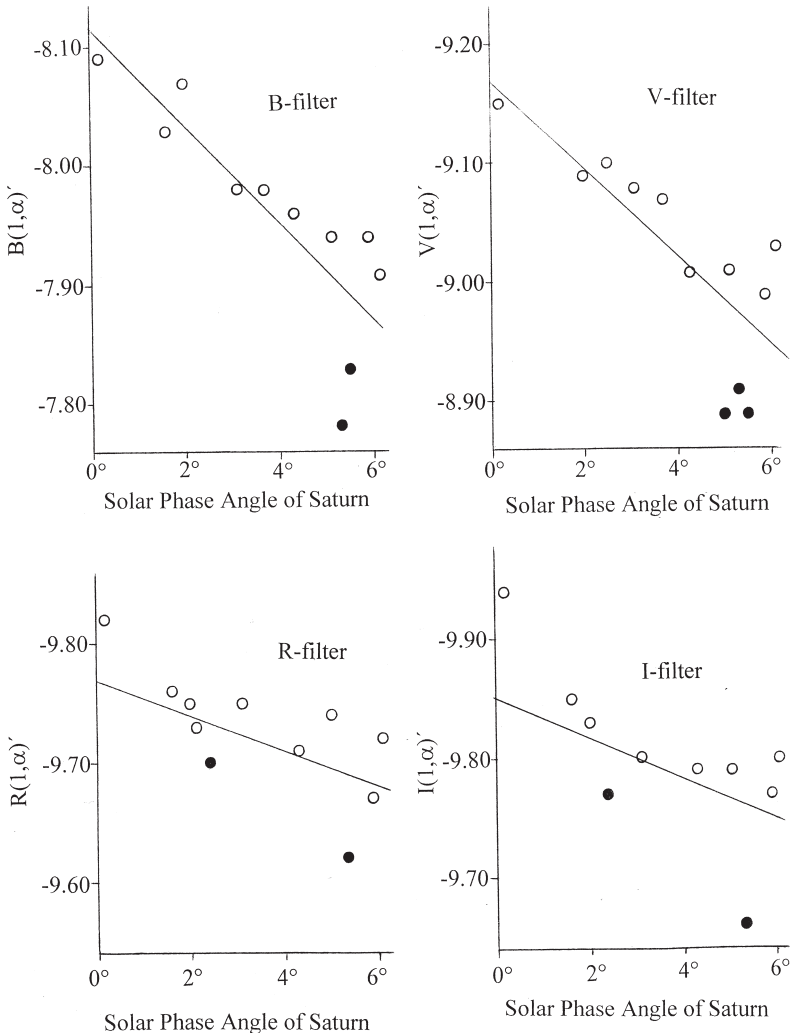 -8.10
-8.00
-7.90
-7.80
B(1,α)´
B-filter
0° 2° 4° 6°
Solar Phase Angle of Saturn
-9.20
-9.10
-9.00
-8.90
V(1,α)´
V-filter
0° 2° 4° 6°
Solar Phase Angle of Saturn
-9.80
-9.70
-9.60
R(1,α)´
R-filter
0° 2° 4° 6°
Solar Phase Angle of Saturn
-9.90
-9.80
-9.70
I(1,α)´
I-filter
0° 2° 4° 6°
Solar Phase Angle of Saturn